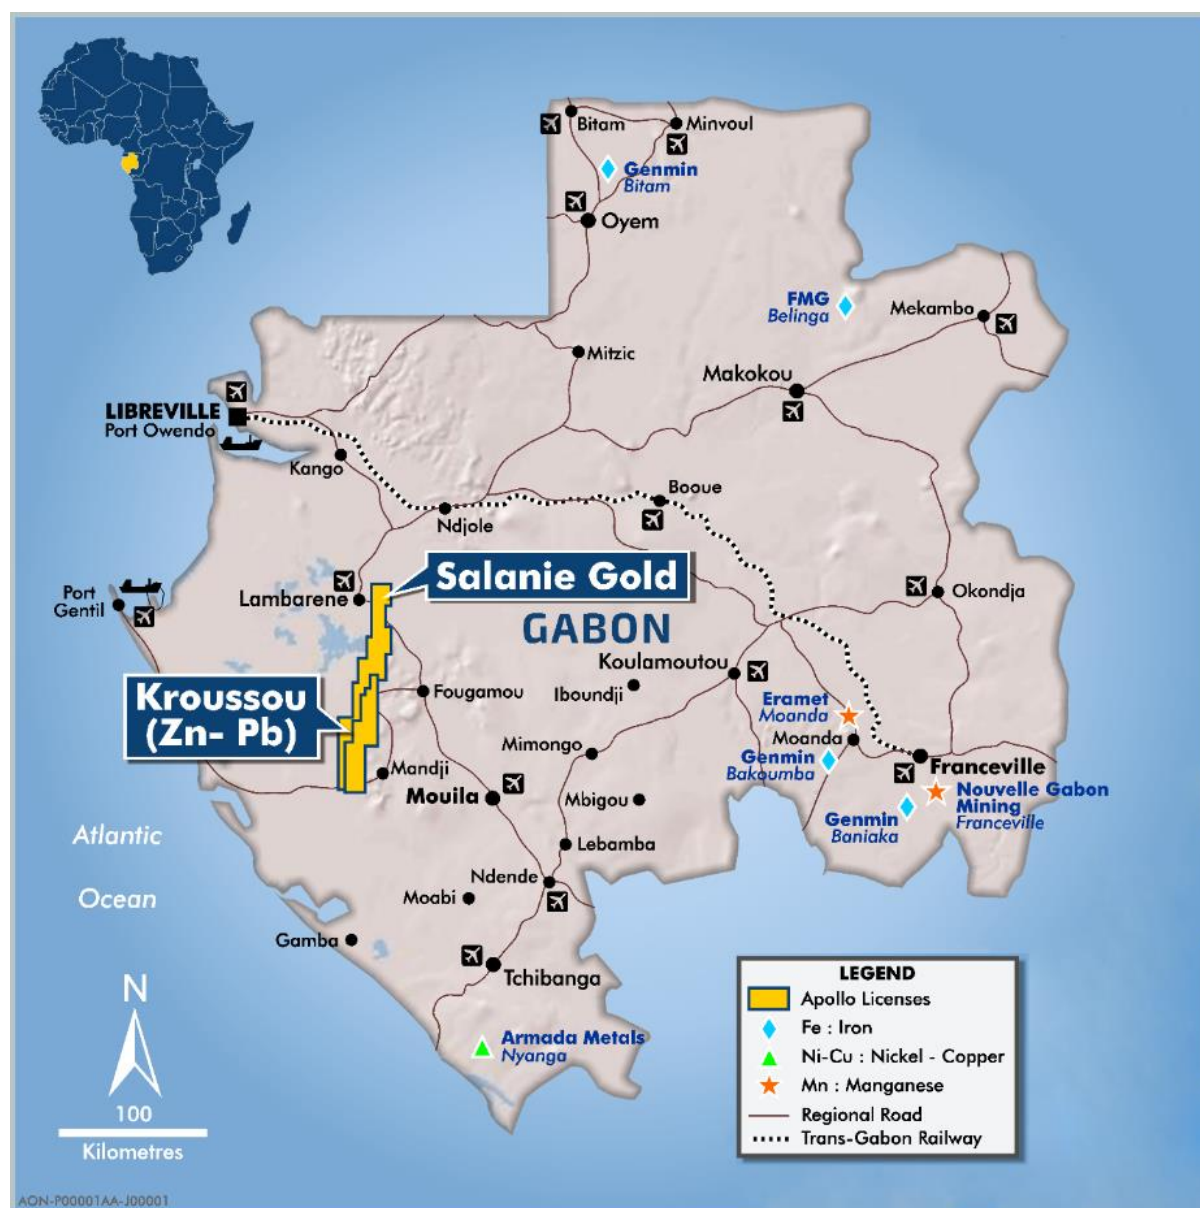 Bitam
Minvoul
Genmin
Bitam
Oyem
FMG
Belinga
Mekambo
Mitzic
Makokou
LIBREVILLE
Port Owendo
Kango
Booue
Ndjole
Salanie Gold
Port
Gentil
Lambarene
Okondja
GABON
Koulamoutou
Kroussou
(Zn- Pb)
Fougamou
Iboundji
Eramet
Moanda
Moanda
Mimongo
Genmin
Bakoumba
Franceville
Mandji
Mouila
Mbigou
Nouvelle Gabon
Mining
Franceville
Genmin
Baniaka
Atlantic
Ocean
Lebamba
Ndende
Moabi
Gamba
Tchibanga
Armada Metals
Nyanga
N
100
Kilometres
LEGEND
Apollo Licenses
Fe : Iron
Ni-Cu : Nickel - Copper
Mn : Manganese
Regional Road
Trans-Gabon Railway
AON-P00001AA-J00001